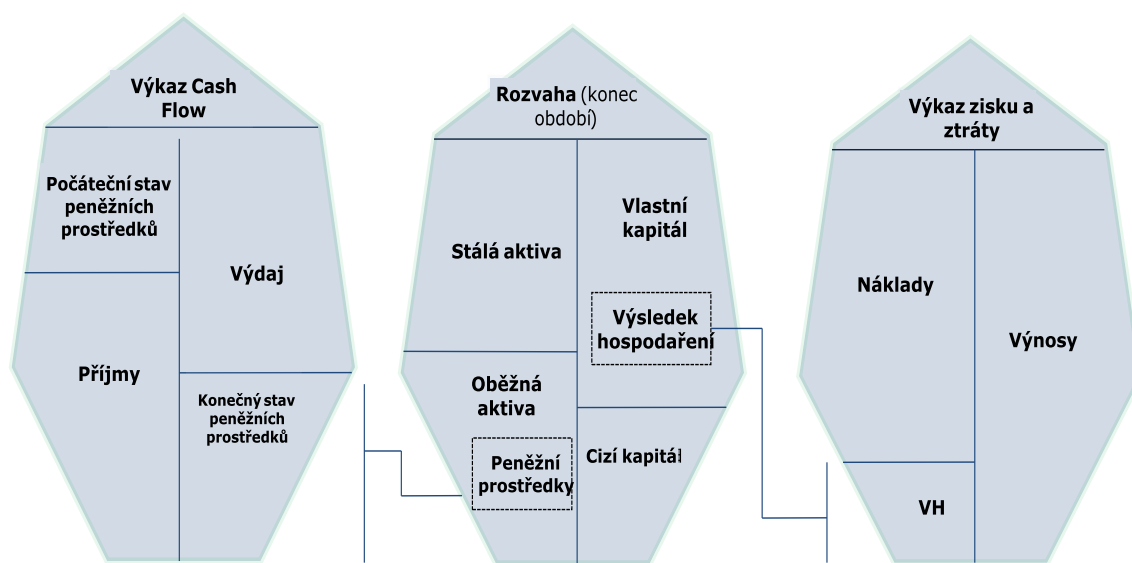 Výkaz Cash
Flow
Počáteční stav
peněžních
prostředků
Výdaj
Příjmy
Konečný stav
peněžních
prostředků
Rozvaha (konec
období)
Stálá aktiva
Vlastní
kapitál
Výsledek
hospodaření
Oběžná
aktiva
Peněžní
prostředky
Cizí kapitál
Výkaz zisku a
ztráty
Náklady
Výnosy
VH